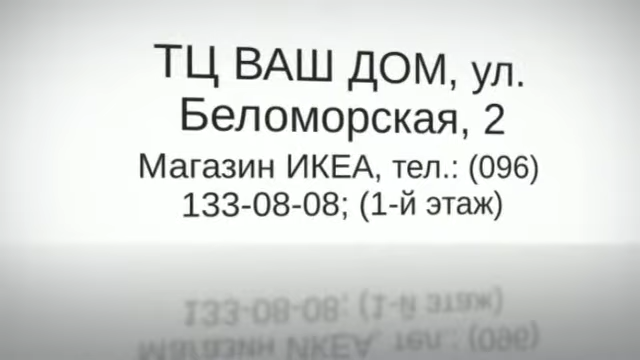 ТЦ ВАШ ДОМ, ул.
Беломорская, 2
Магазин ИКЕА, тел.: (096)
133-08-08; (1-й этаж)